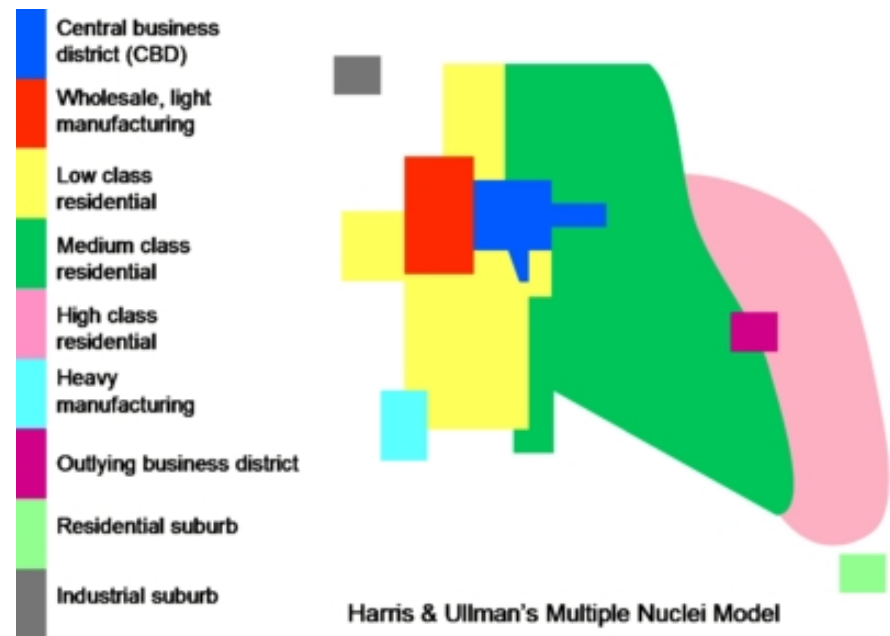 Central business
district (CBD)
Wholesale, light
manufacturing
Low class
residential
Medium class
residential
High class
residential
Heavy
manufacturing
Outlying business district
Residential suburb
Industrial suburb
Harris & Ullman's Multiple Nuclei Model